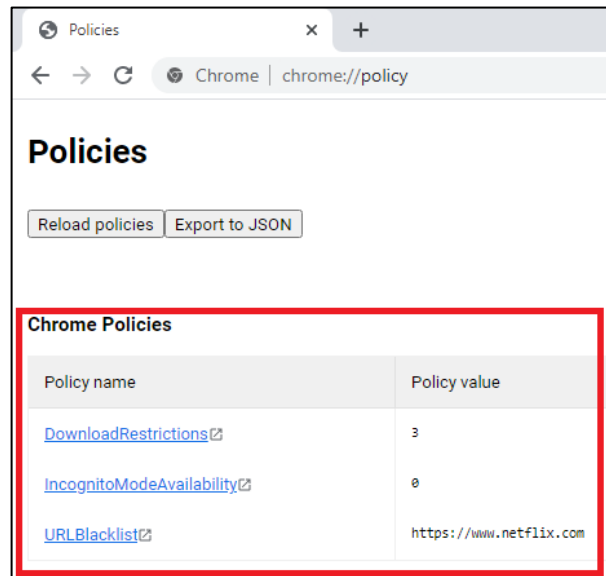 Policies
Chrome | chrome://policy
Policies
Reload policies Export to JSON
Chrome Policies
Policy name Policy value
DownloadRestrictions 3
IncognitoModeAvailability 0
URLBlacklist https://www.netflix.com